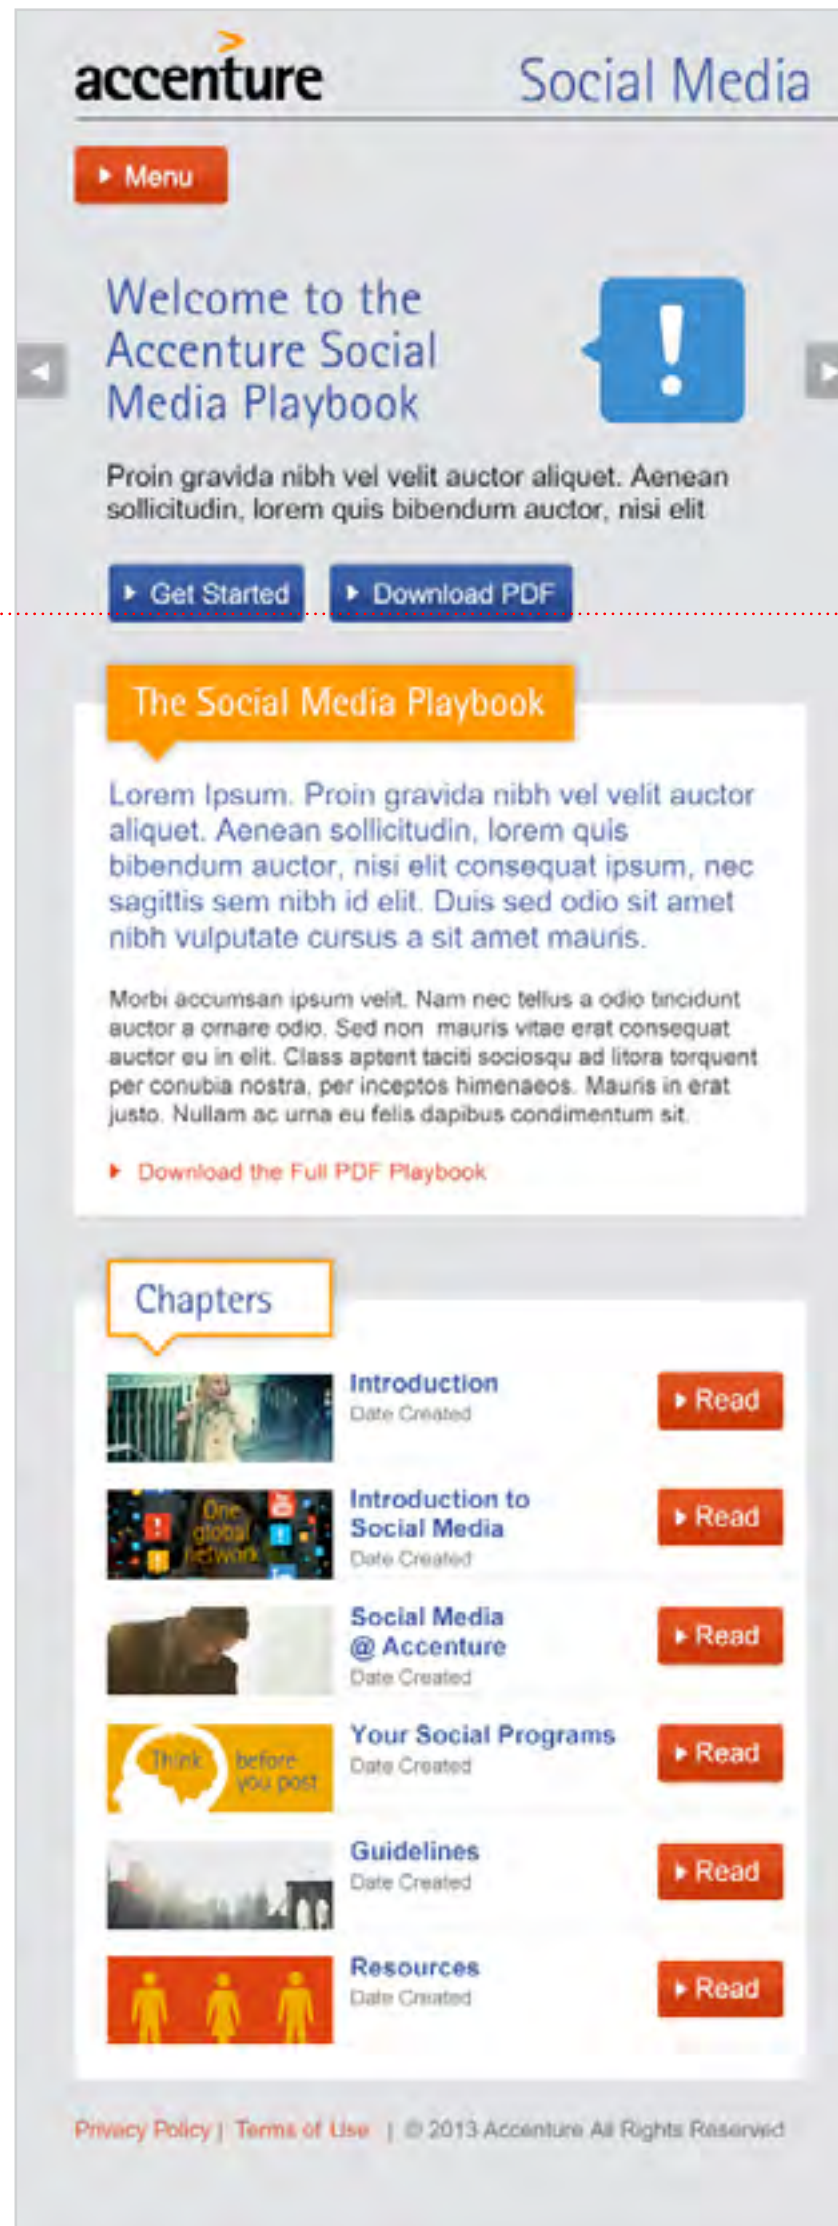 accenture
Social Media
Menu
Welcome to the
Accenture Social
Media Playbook
!
Proin gravida nibh vel velit auctor aliquet. Aenean
sollicitudin, lorem quis bibendum auctor, nisi elit
Get Started
Download PDF
The Social Media Playbook
Lorem Ipsum. Proin gravida nibh vel velit auctor
aliquet. Aenean sollicitudin, lorem quis
bibendum auctor, nisi elit consequat ipsum, nec
sagittis sem nibh id elit. Duis sed odio sit amet
nibh vulputate cursus a sit amet mauris.
Morbi accumsan ipsum velit. Nam nec tellus a odio tincidunt
auctor a ornare odio. Sed non mauris vitae erat consequat
auctor eu in elit. Class aptent taciti sociosqu ad litora torquent
per conubia nostra, per inceptos himenaeos. Mauris in erat
justo. Nullam ac urna eu felis dapibus condimentum sit.
Download the Full PDF Playbook
Chapters
Introduction
Date Created
Read
One
global
network
Introduction to
Social Media
Date Created
Read
Social Media
@ Accenture
Date Created
Read
Think before
you post
Your Social Programs
Date Created
Read
Guidelines
Date Created
Read
Resources
Date Created
Read
Privacy Policy | Terms of Use | © 2013 Accenture All Rights Reserved